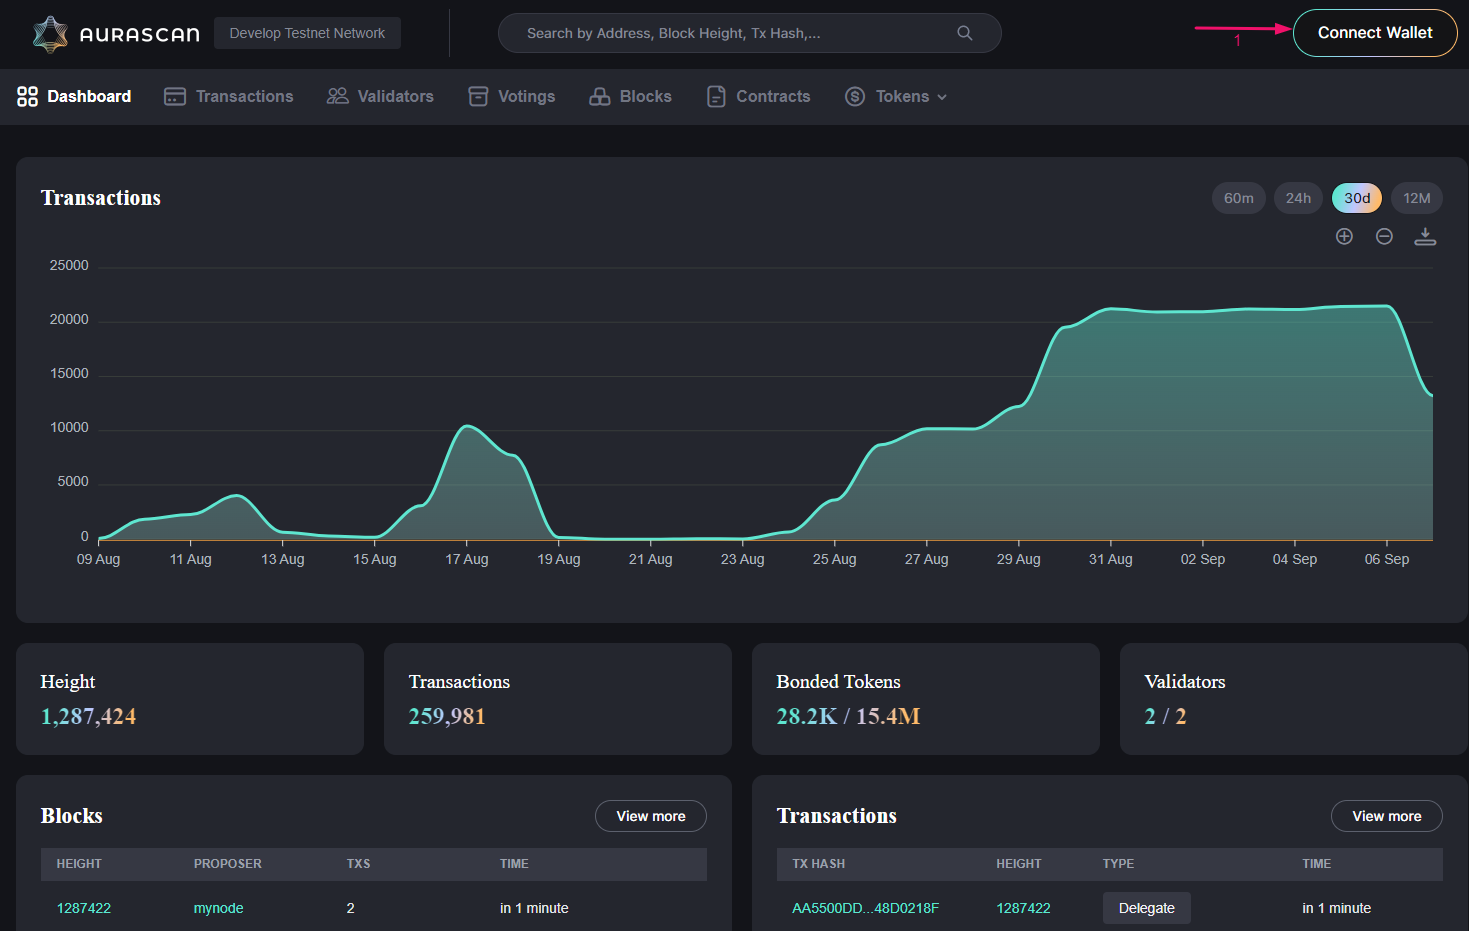 AURASCAN Develop Testnet Network Search by Address, Block Height, Tx Hash,... 1 Connect Wallet
Dashboard Transactions Validators Votings Blocks Contracts Tokens
Transactions 60m 24h 30d 12M
25000
20000
15000
10000
5000
0
09 Aug 11 Aug 13 Aug 15 Aug 17 Aug 19 Aug 21 Aug 23 Aug 25 Aug 27 Aug 29 Aug 31 Aug 02 Sep 04 Sep 06 Sep
Height
1,287,424
Transactions
259,981
Bonded Tokens
28.2K / 15.4M
Validators
2 / 2
Blocks View more
HEIGHT PROPOSER TXS TIME
1287422 mynode 2 in 1 minute
Transactions View more
TX HASH HEIGHT TYPE TIME
AA5500DD...48D0218F 1287422 Delegate in 1 minute